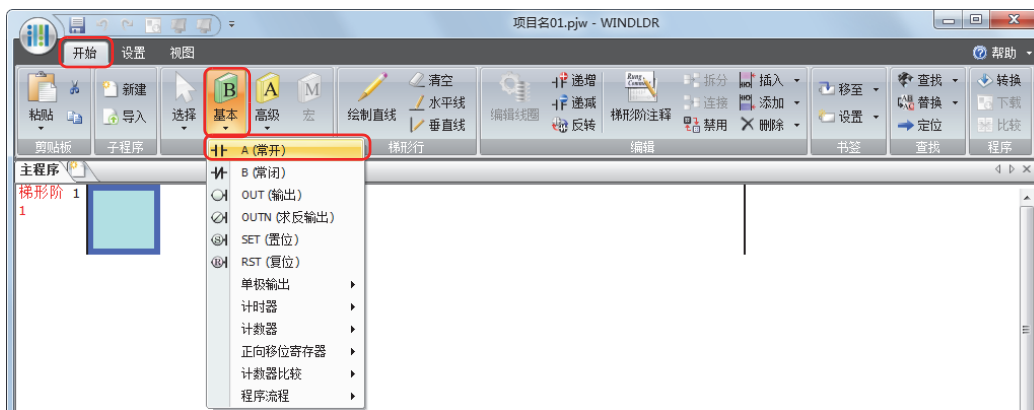 项目名01.pjw - WINDLDR
开始 设置 视图 帮助
粘贴
剪贴板
新建
导入
子程序
选择 B 基本 A 高级 M 宏
绘制直线
清空
水平线
垂直线
梯形行
编辑线圈
递增
递减
反转
Rung Comment
梯形阶注释
拆分 插入
连接 添加
禁用 删除
编辑
移至
设置
书签
查找
替换
定位
查找
转换
下载
比较
程序
主程序
梯形阶 1
1
A (常开)
B (常闭)
OUT (输出)
OUTN (求反输出)
SET (置位)
RST (复位)
单极输出
计时器
计数器
正向移位寄存器
计数器比较
程序流程